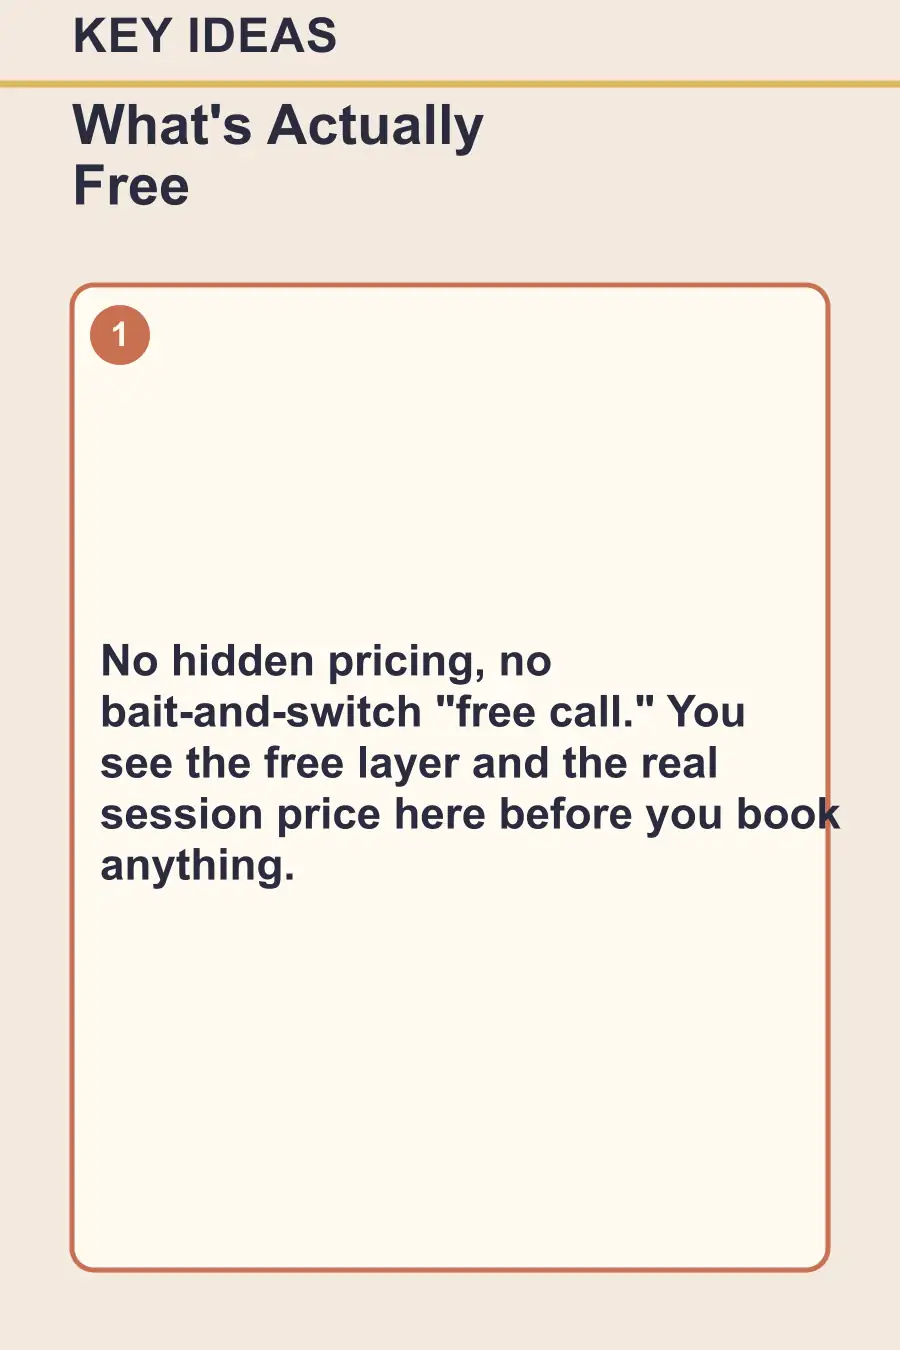 KEY IDEAS
What's Actually
Free
1
No hidden pricing, no
bait-and-switch "free call." You
see the free layer and the real
session price here before you book
anything.